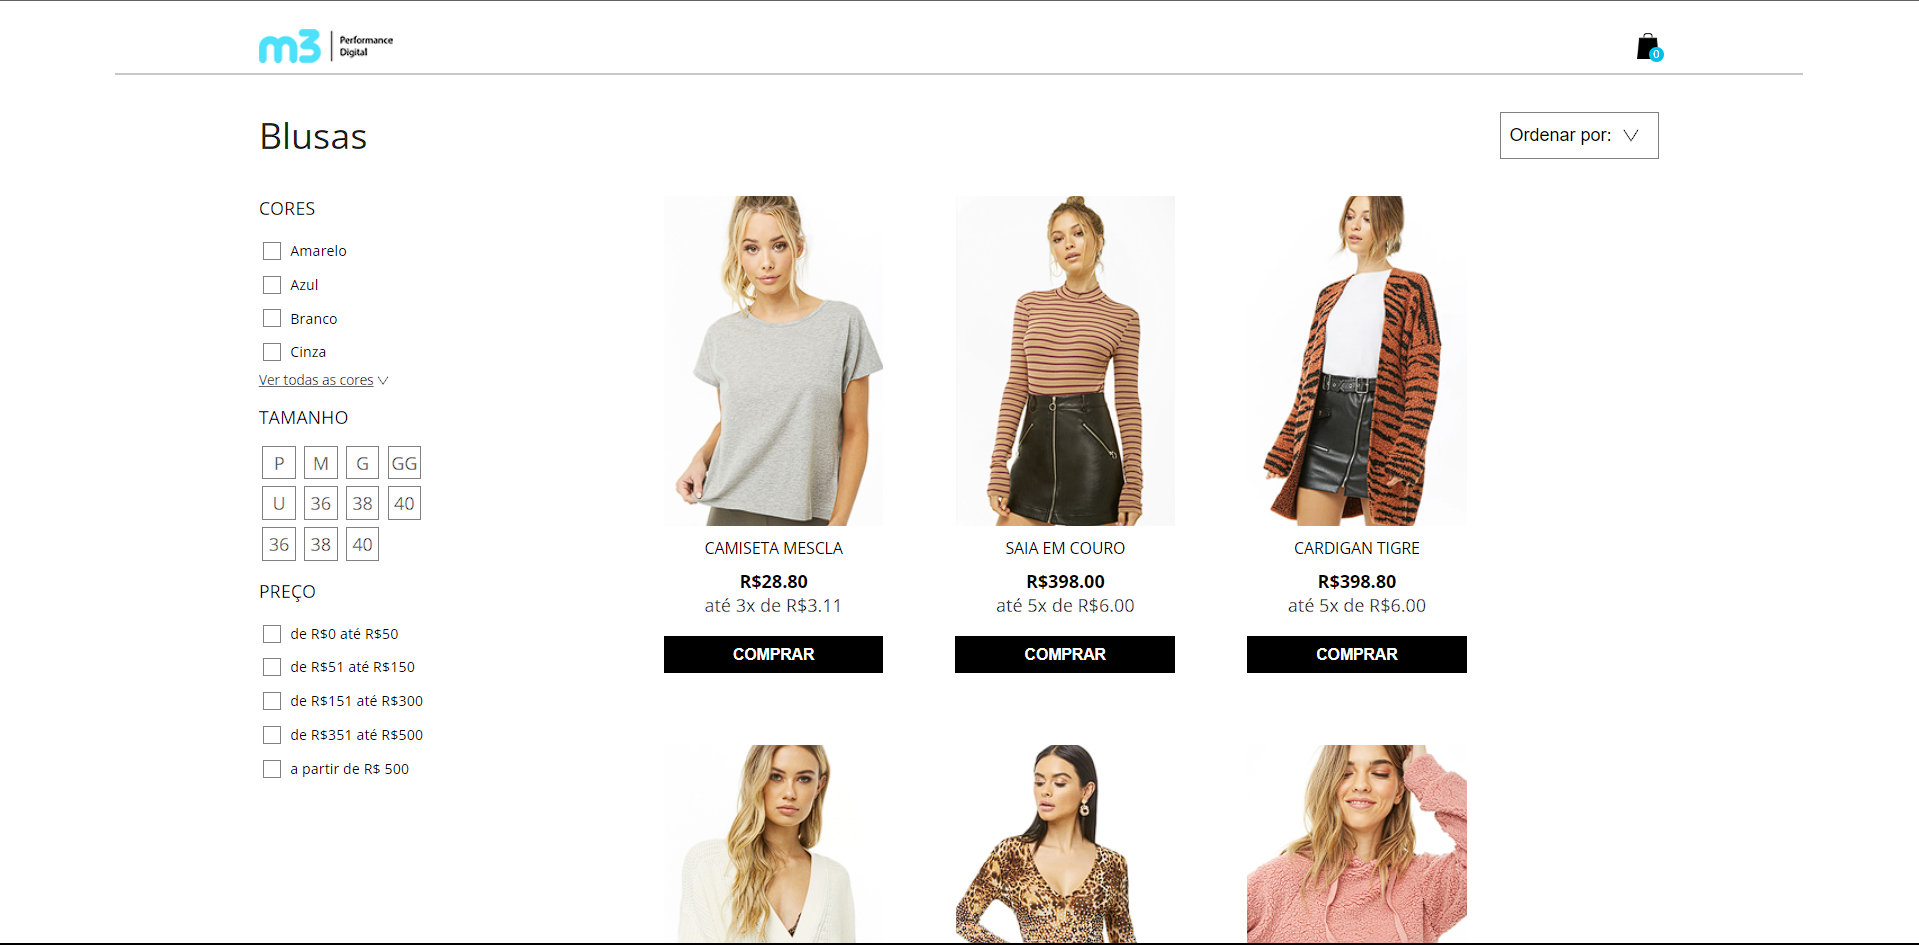 m3 Performance
Digital
0
Blusas
Ordenar por:
CORES
Amarelo
Azul
Branco
Cinza
Ver todas as cores
TAMANHO
P M G GG
U 36 38 40
36 38 40
PREÇO
de R$0 até R$50
de R$51 até R$150
de R$151 até R$300
de R$351 até R$500
a partir de R$ 500
CAMISETA MESCLA
R$28.80
até 3x de R$3.11
COMPRAR
SAIA EM COURO
R$398.00
até 5x de R$6.00
COMPRAR
CARDIGAN TIGRE
R$398.80
até 5x de R$6.00
COMPRAR